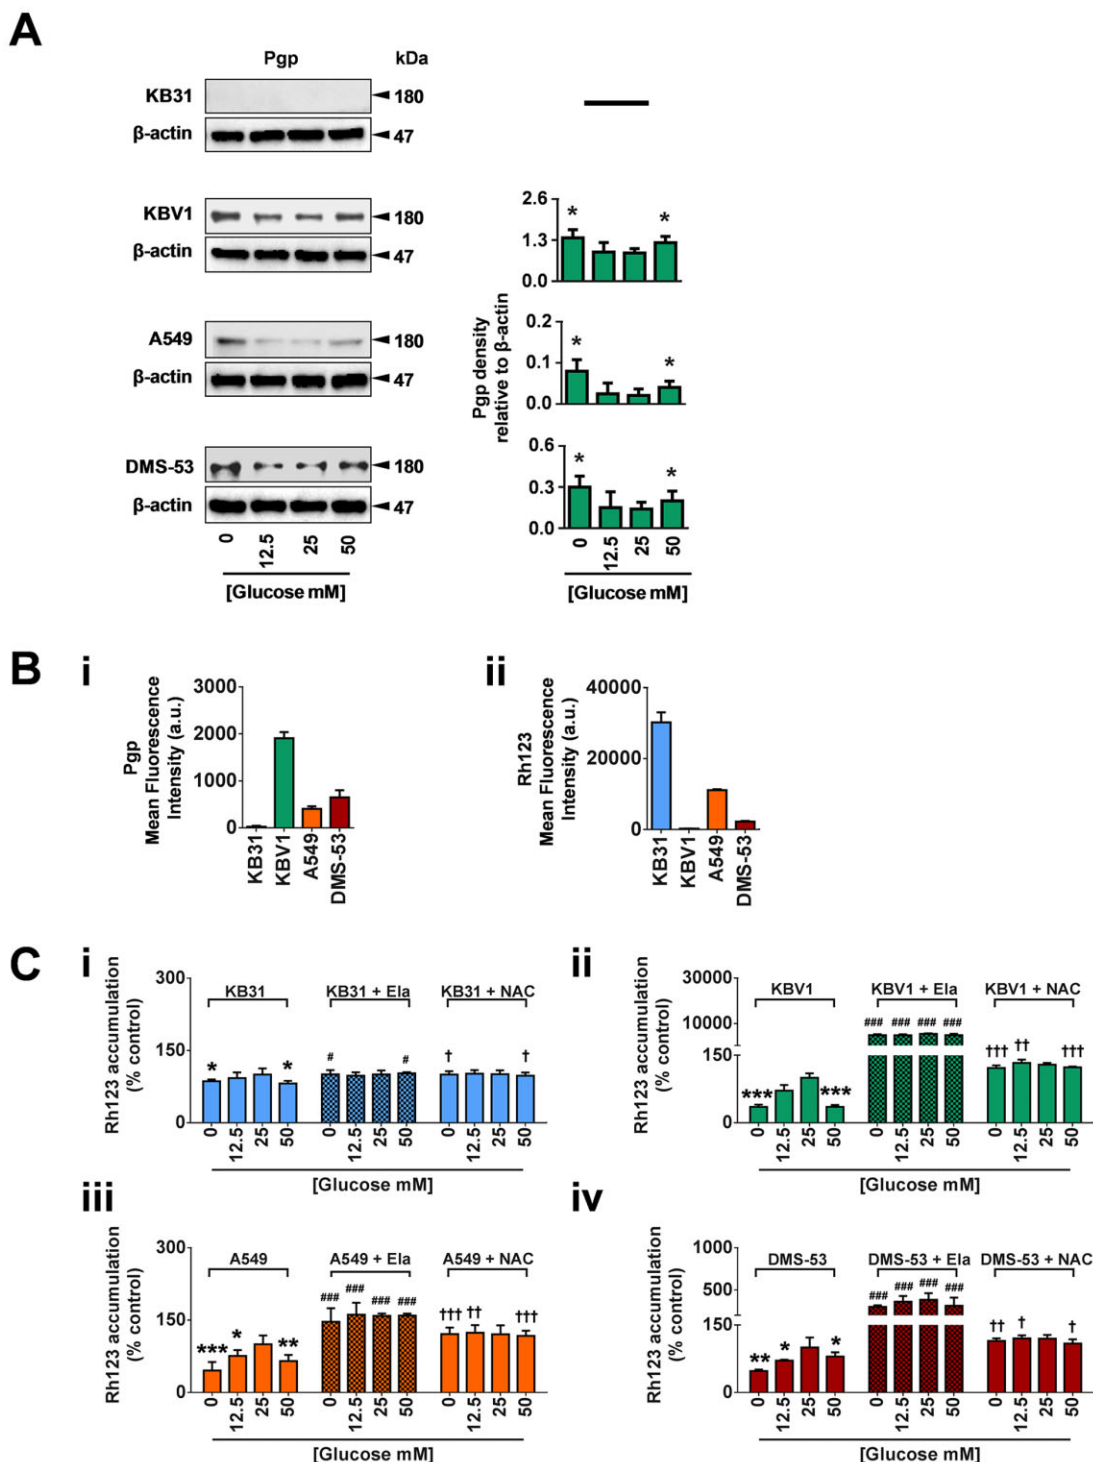 A
Pgp kDa
KB31 180
β-actin 47
KBV1 180
β-actin 47
A549 180
β-actin 47
DMS-53 180
β-actin 47
0 12.5 25 50
[Glucose mM]
Pgp density
relative to β-actin
2.6
1.3
0.0
* *
0.2
0.1
0.0
* *
0.6
0.3
0.0
* *
0 12.5 25 50
[Glucose mM]
B
i
Pgp
Mean Fluorescence
Intensity (a.u.)
3000
2000
1000
0
KB31 KBV1 A549 DMS-53
ii
Rh123
Mean Fluorescence
Intensity (a.u.)
40000
20000
0
KB31 KBV1 A549 DMS-53
C
i
Rh123 accumulation
(% control)
300
150
0
KB31 KB31 + Ela KB31 + NAC
* * # # † †
0 12.5 25 50 0 12.5 25 50 0 12.5 25 50
[Glucose mM]
ii
Rh123 accumulation
(% control)
30000
10000
150
0
KBV1 KBV1 + Ela KBV1 + NAC
*** *** ### ### ### ### ††† †† †††
0 12.5 25 50 0 12.5 25 50 0 12.5 25 50
[Glucose mM]
iii
Rh123 accumulation
(% control)
300
150
0
A549 A549 + Ela A549 + NAC
*** * ** ### ### ### ### ††† †† †††
0 12.5 25 50 0 12.5 25 50 0 12.5 25 50
[Glucose mM]
iv
Rh123 accumulation
(% control)
1000
500
150
0
DMS-53 DMS-53 + Ela DMS-53 + NAC
** * * ### ### ### ### †† † †
0 12.5 25 50 0 12.5 25 50 0 12.5 25 50
[Glucose mM]